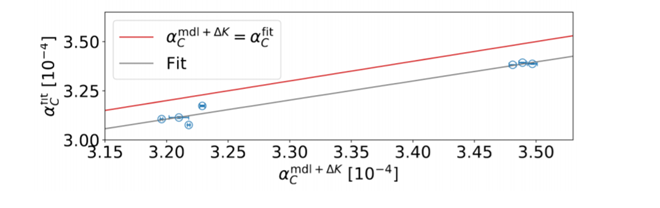 α_C^{mdl+ΔK} = α_C^{fit}
Fit
α_C^{fit} [10^{-4}]
3.50
3.25
3.00
3.15 3.20 3.25 3.30 3.35 3.40 3.45 3.50
α_C^{mdl+ΔK} [10^{-4}]